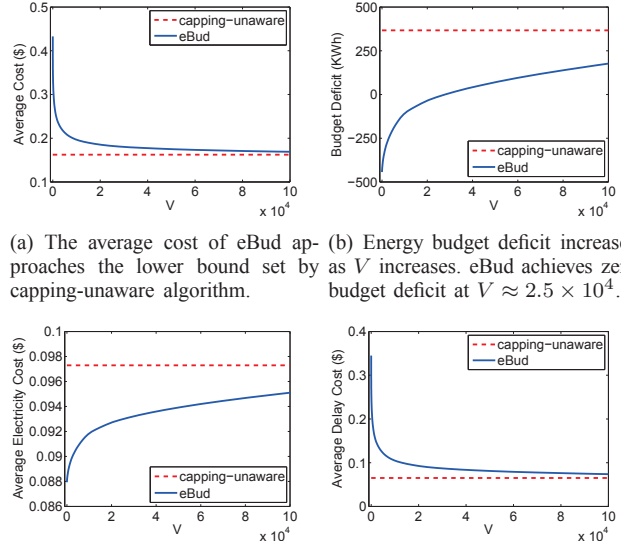 0.5
0.4
0.3
0.2
0.1
Average Cost ($)
capping−unaware
eBud
0 2 4 6 8 10
V
x 10^4
500
250
0
−250
−500
Budget Deficit (KWh)
capping−unaware
eBud
0 2 4 6 8 10
V
x 10^4
(a) The average cost of eBud ap-
proaches the lower bound set by
capping-unaware algorithm.
(b) Energy budget deficit increase
as V increases. eBud achieves zer
budget deficit at V ≈ 2.5 × 10^4.
0.1
0.098
0.096
0.094
0.092
0.09
0.088
0.086
Average Electricity Cost ($)
capping−unaware
eBud
0 2 4 6 8 10
V
x 10^4
0.4
0.3
0.2
0.1
0
Average Delay Cost ($)
capping−unaware
eBud
0 2 4 6 8 10
V
x 10^4